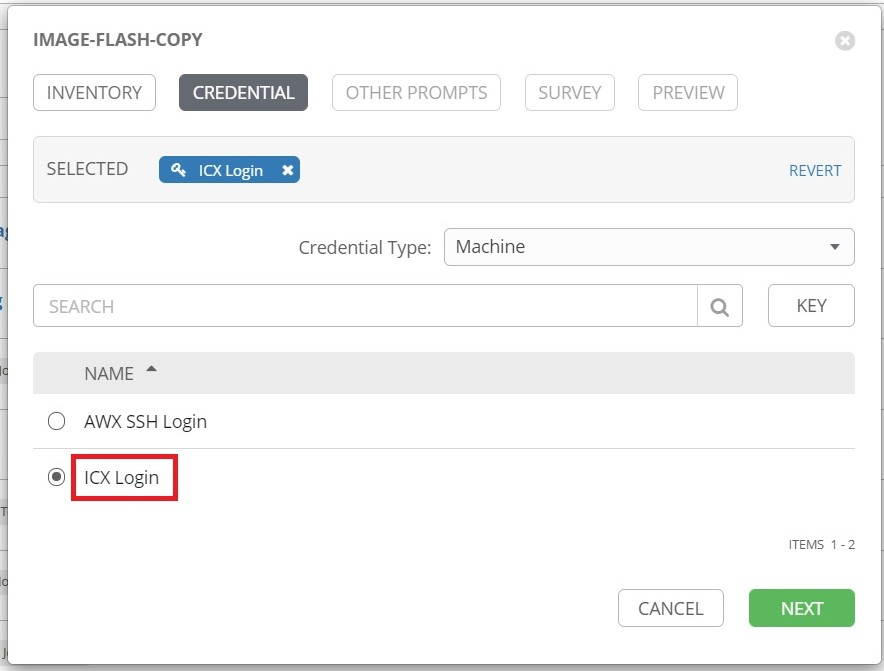 IMAGE-FLASH-COPY
INVENTORY CREDENTIAL OTHER PROMPTS SURVEY PREVIEW
SELECTED ICX Login REVERT
Credential Type: Machine
SEARCH KEY
NAME
AWX SSH Login
ICX Login
ITEMS 1 - 2
CANCEL NEXT